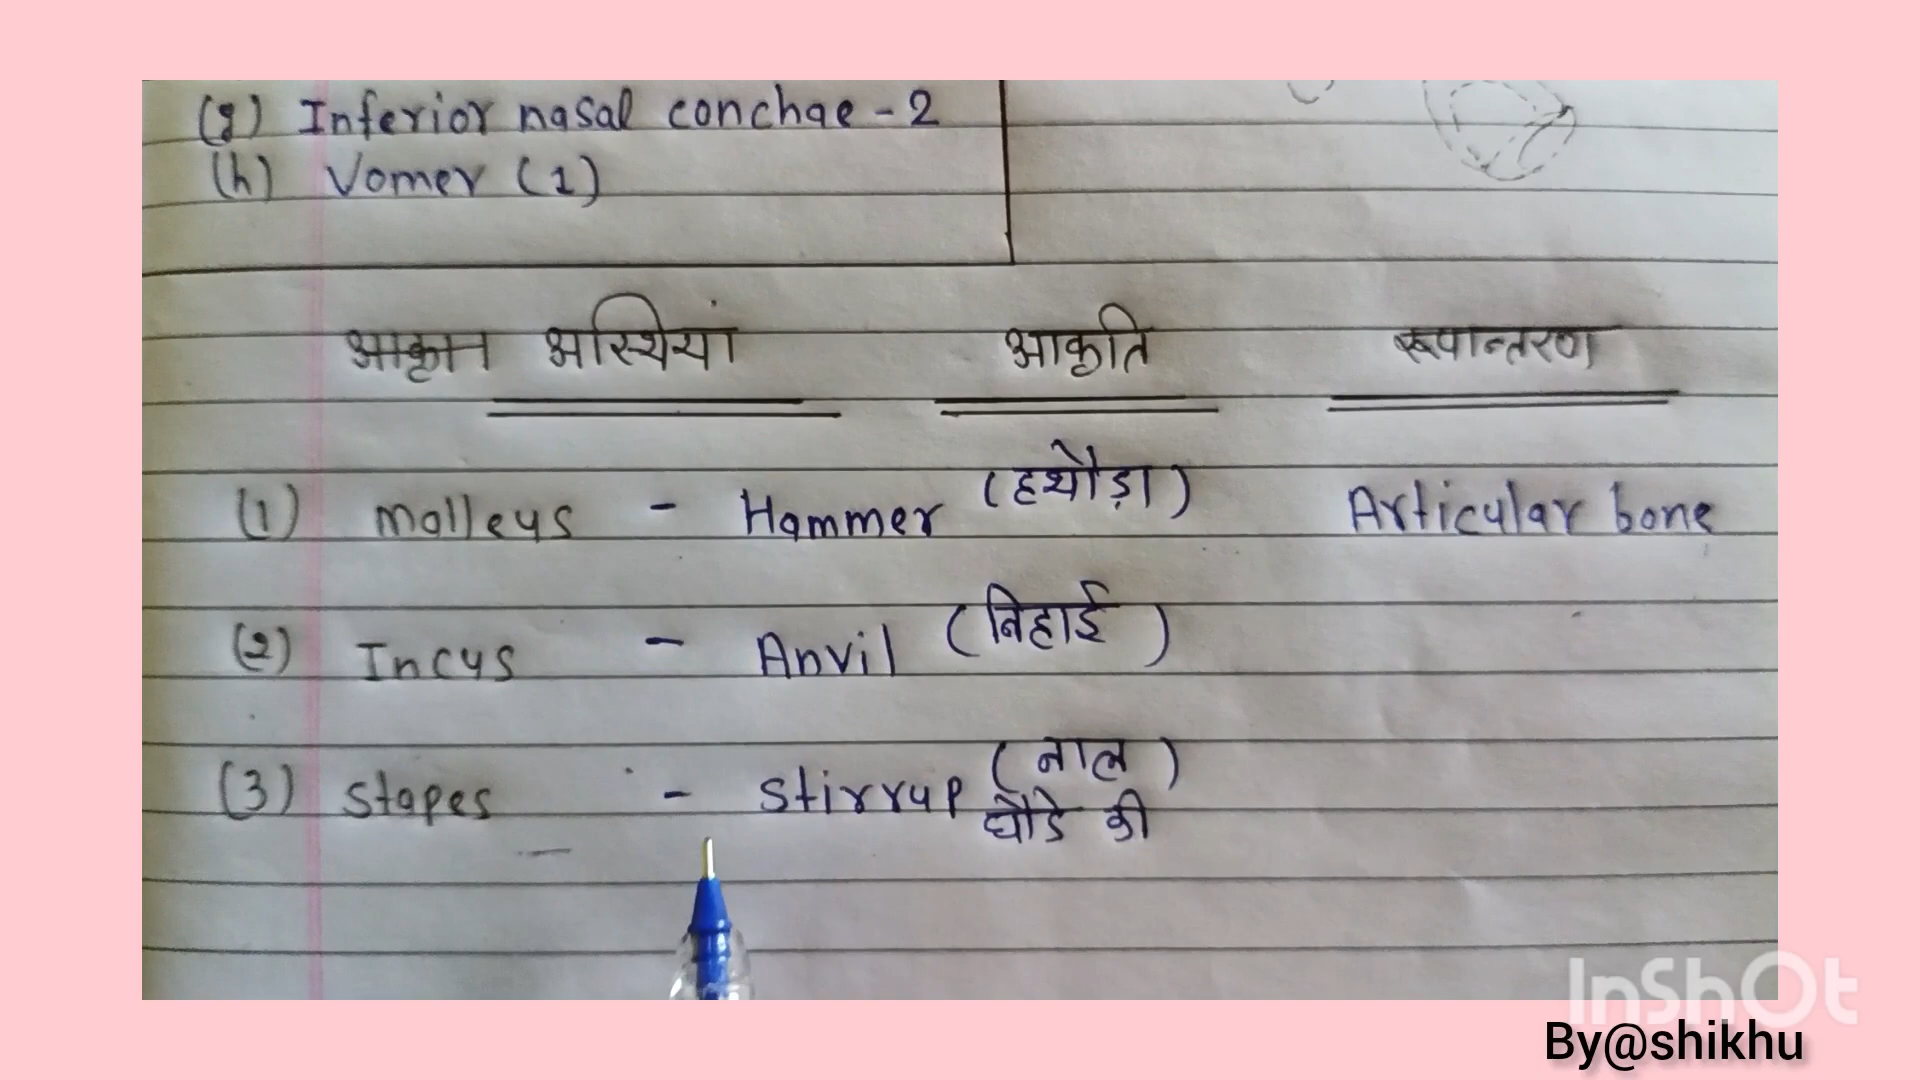 (g) Inferior nasal conchae - 2
(h) Vomer (1)
अस्थियां आकृति रूपान्तरण
(1) Malleus - Hammer (हथौड़ा) Articular bone
(2) Incus - Anvil (निहाई)
(3) Stapes - Stirrup (नाल)
घौडे की
InShOt
By@shikhu